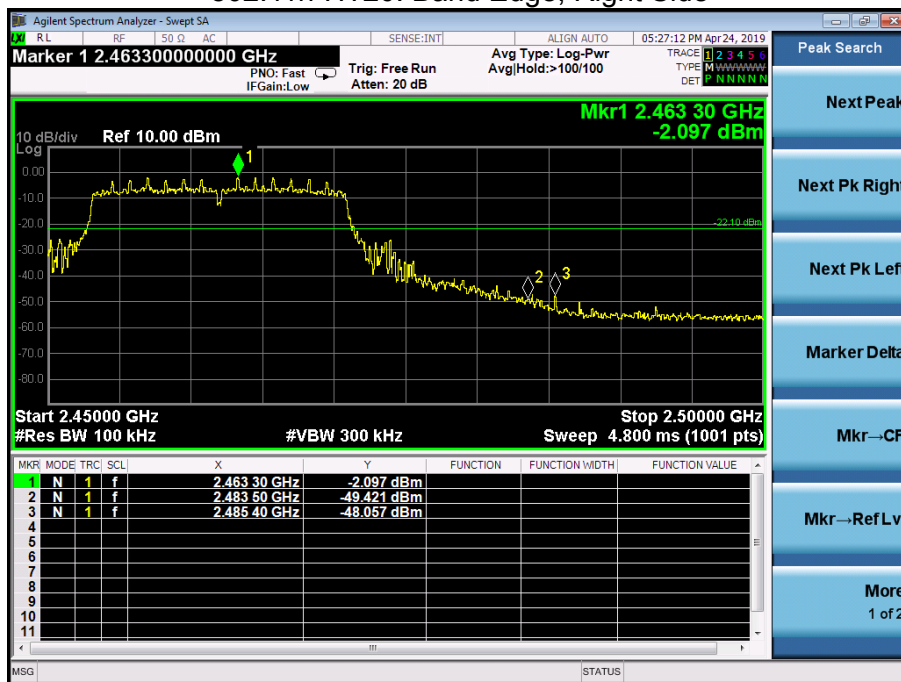 Agilent Spectrum Analyzer - Swept SA
LXI RL RF 50 Ω AC SENSE:INT ALIGN AUTO 05:27:12 PM Apr 24, 2019
Marker 1 2.463300000000 GHz
PNO: Fast
IFGain:Low
Trig: Free Run
Atten: 20 dB
Avg Type: Log-Pwr
Avg|Hold:>100/100
TRACE 1 2 3 4 5 6
TYPE M WWWWW
DET P N N N N N
Peak Search
Mkr1 2.463 30 GHz
-2.097 dBm
10 dB/div Ref 10.00 dBm
Log
1
0.00
-10.0
-20.0
-22.10 dBm
-30.0
-40.0
2 3
-50.0
-60.0
-70.0
-80.0
Start 2.45000 GHz Stop 2.50000 GHz
#Res BW 100 kHz #VBW 300 kHz Sweep 4.800 ms (1001 pts)
MKR MODE TRC SCL X Y FUNCTION FUNCTION WIDTH FUNCTION VALUE
1 N 1 f 2.463 30 GHz -2.097 dBm
2 N 1 f 2.483 50 GHz -49.421 dBm
3 N 1 f 2.485 40 GHz -48.057 dBm
4
5
6
7
8
9
10
11
MSG STATUS
Next Peak
Next Pk Right
Next Pk Left
Marker Delta
Mkr→CF
Mkr→Ref Lv
More
1 of 2